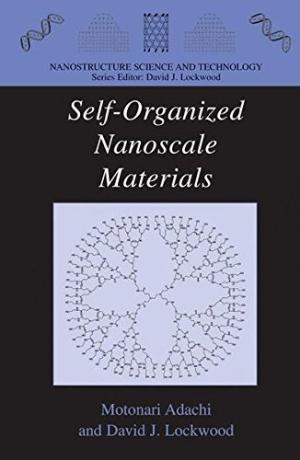 NANOSTRUCTURE SCIENCE AND TECHNOLOGY
Series Editor: David J. Lockwood
Self-Organized
Nanoscale
Materials
Motonari Adachi
and David J. Lockwood